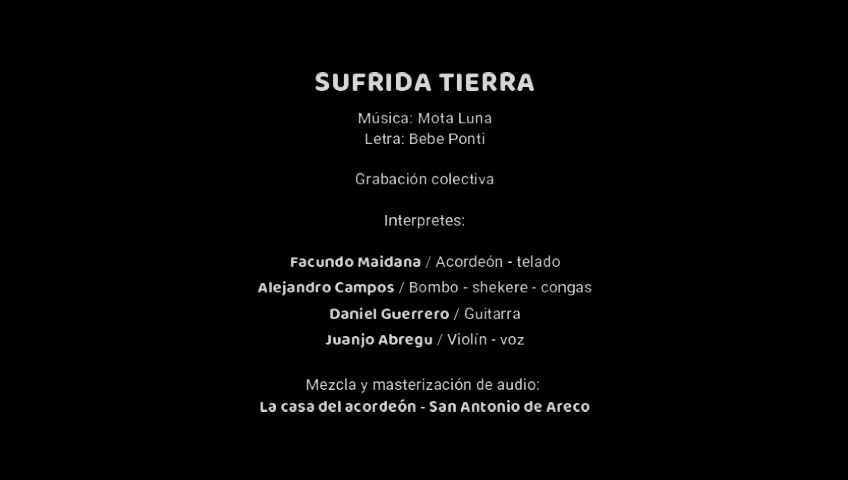 SUFRIDA TIERRA
Música: Mota Luna
Letra: Bebe Ponti
Grabación colectiva
Interpretes:
Facundo Maidana / Acordeón - telado
Alejandro Campos / Bombo - shekere - congas
Daniel Guerrero / Guitarra
Juanjo Abregu / Violín - voz
Mezcla y masterización de audio:
La casa del acordeón - San Antonio de Areco